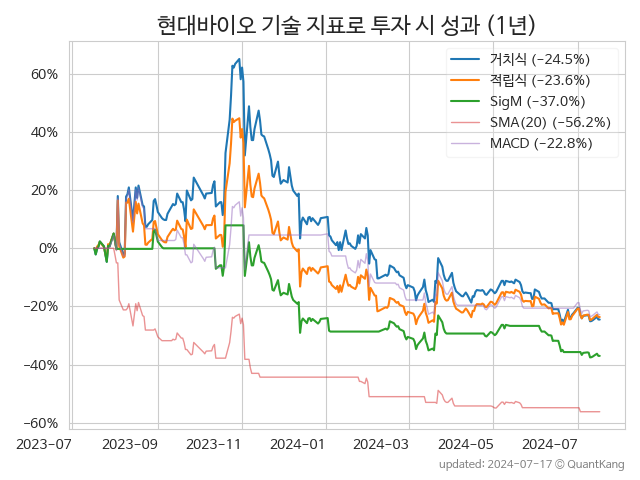 현대바이오 기술 지표로 투자 시 성과 (1년)
거치식 (−24.5%)
적립식 (−23.6%)
SigM (−37.0%)
SMA(20) (−56.2%)
MACD (−22.8%)
60%
40%
20%
0%
−20%
−40%
−60%
2023-07 2023-09 2023-11 2024-01 2024-03 2024-05 2024-07
updated: 2024-07-17 © QuantKang